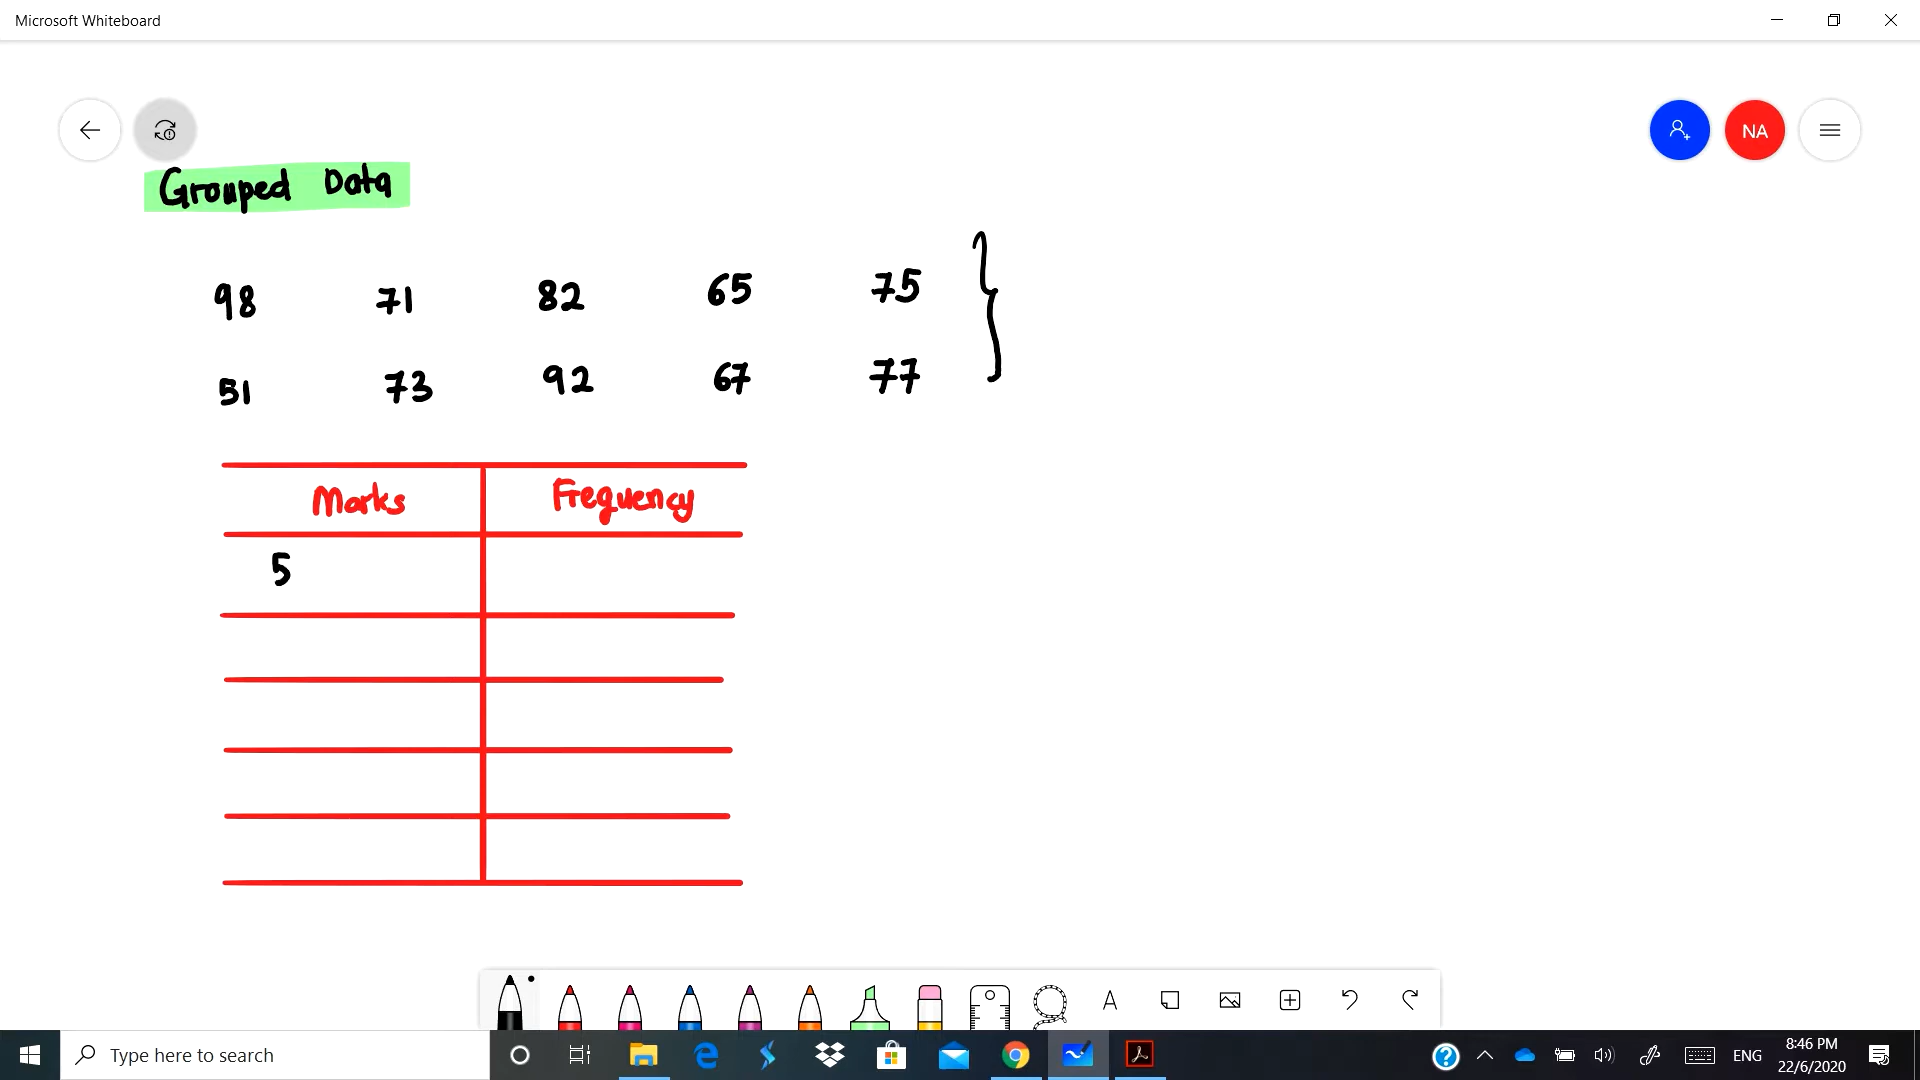 Microsoft Whiteboard
NA
Grouped Data
98 71 82 65 75
51 73 92 67 77
Marks Frequency
5
A
Type here to search
ENG
8:46 PM
22/6/2020